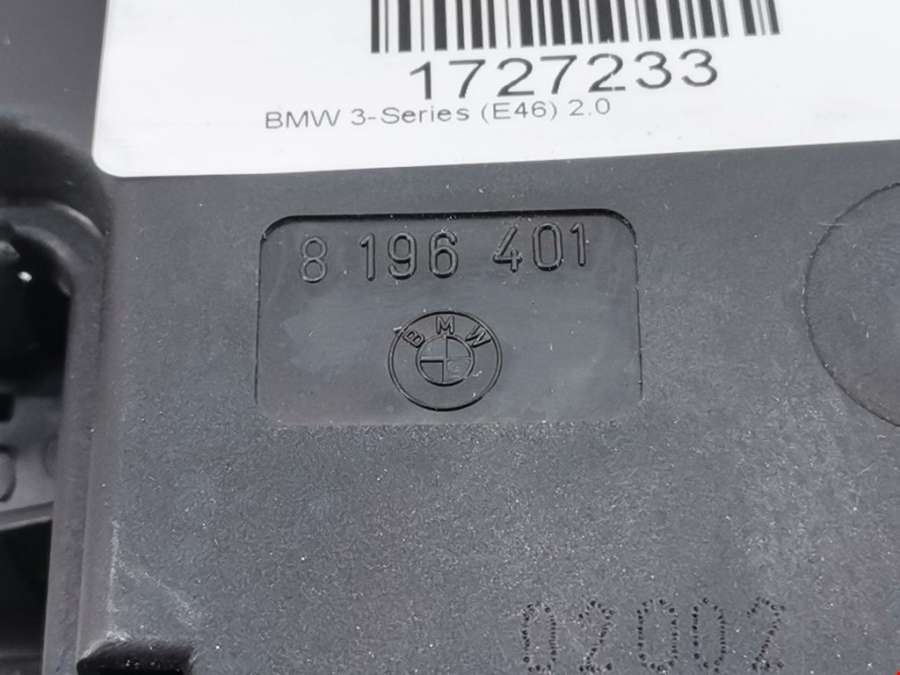 1727233
BMW 3-Series (E46) 2.0
8 196 401
BMW
02002